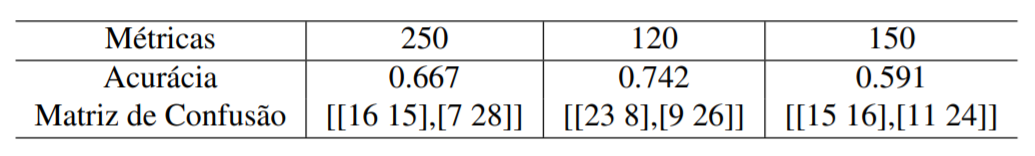 Métricas 250 120 150
Acurácia 0.667 0.742 0.591
Matriz de Confusão [[16 15],[7 28]] [[23 8],[9 26]] [[15 16],[11 24]]